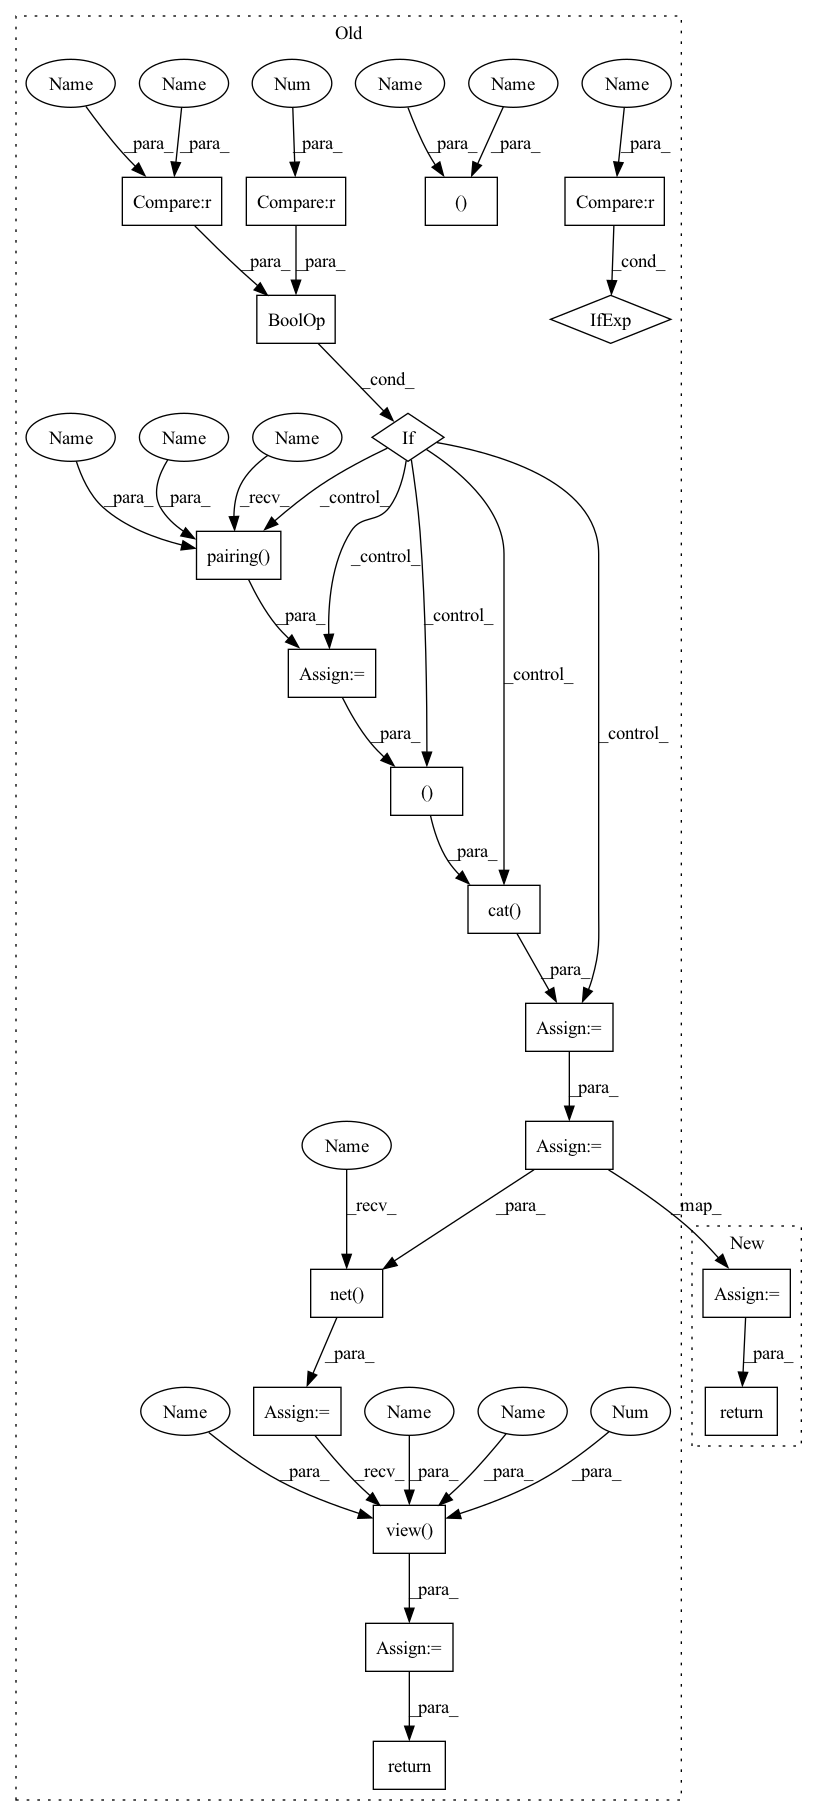 Old
Name
Name
Num
Name
Name
Name
_para_
_para_
_para_
_para_
_para_
_para_
Compare:r
Compare:r
()
Compare:r
_para_
_para_
_cond_
BoolOp
IfExp
_cond_
Name
Name
Name
If
_para_
_para_
_recv_
_control_
pairing()
_control_
_para_
_control_
_control_
Assign:=
_control_
_para_
()
_para_
cat()
_para_
Assign:=
_para_
Name
Assign:=
_recv_
_para_
_map_
New
net()
Assign:=
_para_
_para_
Name
Assign:=
Name
Name
Num
return
_para_
_recv_
_para_
_para_
_para_
view()
_para_
Assign:=
_para_
return